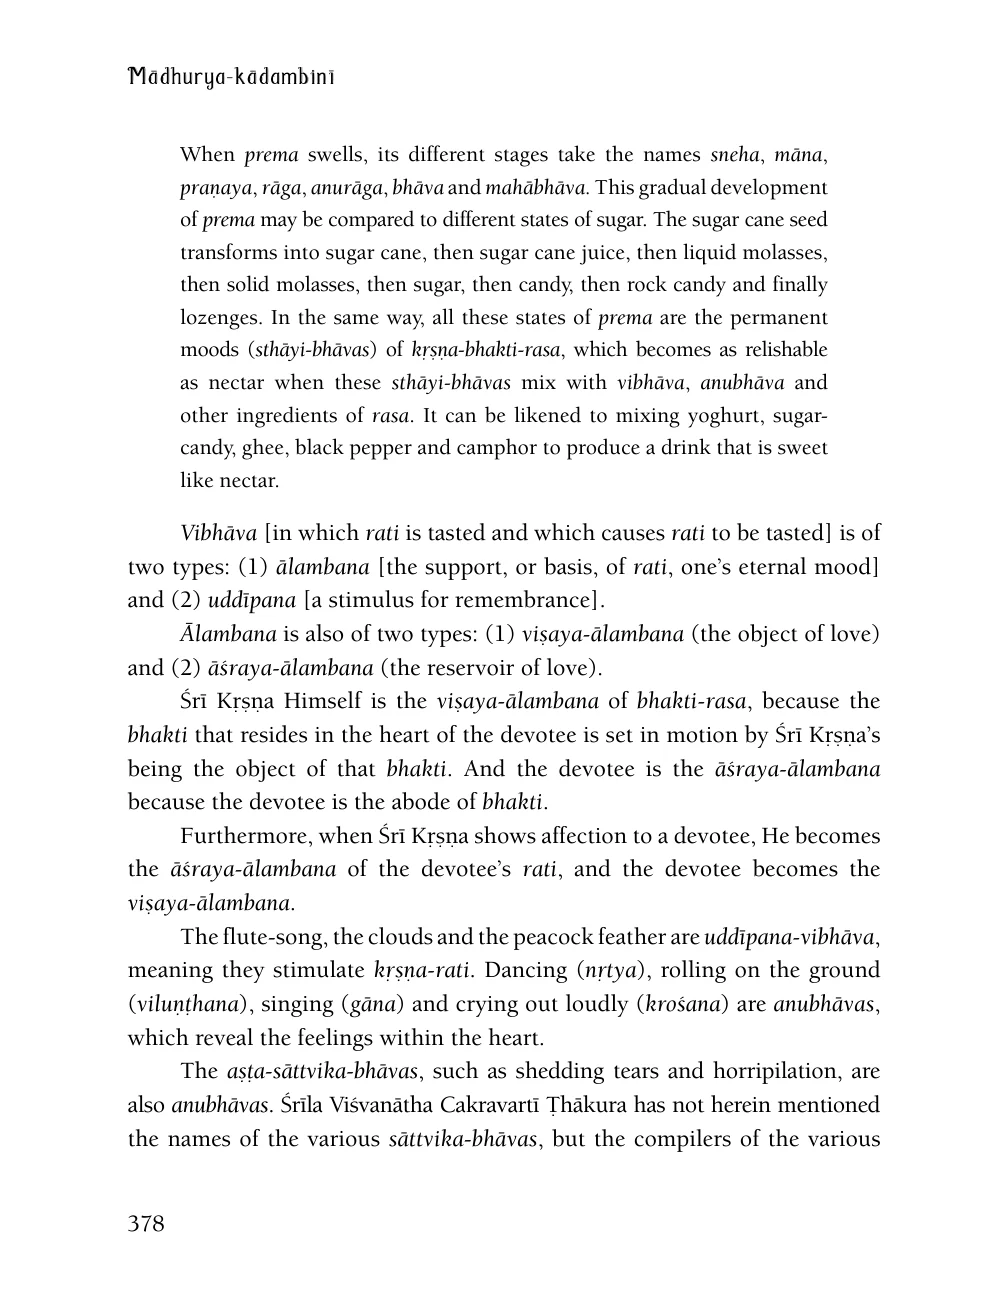 Mādhurya-kādambinī
When prema swells, its different stages take the names sneha, māna,
praṇaya, rāga, anurāga, bhāva and mahābhāva. This gradual development
of prema may be compared to different states of sugar. The sugar cane seed
transforms into sugar cane, then sugar cane juice, then liquid molasses,
then solid molasses, then sugar, then candy, then rock candy and finally
lozenges. In the same way, all these states of prema are the permanent
moods (sthāyi-bhāvas) of kṛṣṇa-bhakti-rasa, which becomes as relishable
as nectar when these sthāyi-bhāvas mix with vibhāva, anubhāva and
other ingredients of rasa. It can be likened to mixing yoghurt, sugar-
candy, ghee, black pepper and camphor to produce a drink that is sweet
like nectar.
Vibhāva [in which rati is tasted and which causes rati to be tasted] is of
two types: (1) ālambana [the support, or basis, of rati, one’s eternal mood]
and (2) uddīpana [a stimulus for remembrance].
Ālambana is also of two types: (1) viṣaya-ālambana (the object of love)
and (2) āśraya-ālambana (the reservoir of love).
Śrī Kṛṣṇa Himself is the viṣaya-ālambana of bhakti-rasa, because the
bhakti that resides in the heart of the devotee is set in motion by Śrī Kṛṣṇa’s
being the object of that bhakti. And the devotee is the āśraya-ālambana
because the devotee is the abode of bhakti.
Furthermore, when Śrī Kṛṣṇa shows affection to a devotee, He becomes
the āśraya-ālambana of the devotee’s rati, and the devotee becomes the
viṣaya-ālambana.
The flute-song, the clouds and the peacock feather are uddīpana-vibhāva,
meaning they stimulate kṛṣṇa-rati. Dancing (nṛtya), rolling on the ground
(viluṇṭhana), singing (gāna) and crying out loudly (krośana) are anubhāvas,
which reveal the feelings within the heart.
The aṣṭa-sāttvika-bhāvas, such as shedding tears and horripilation, are
also anubhāvas. Śrīla Viśvanātha Cakravartī Ṭhākura has not herein mentioned
the names of the various sāttvika-bhāvas, but the compilers of the various
378